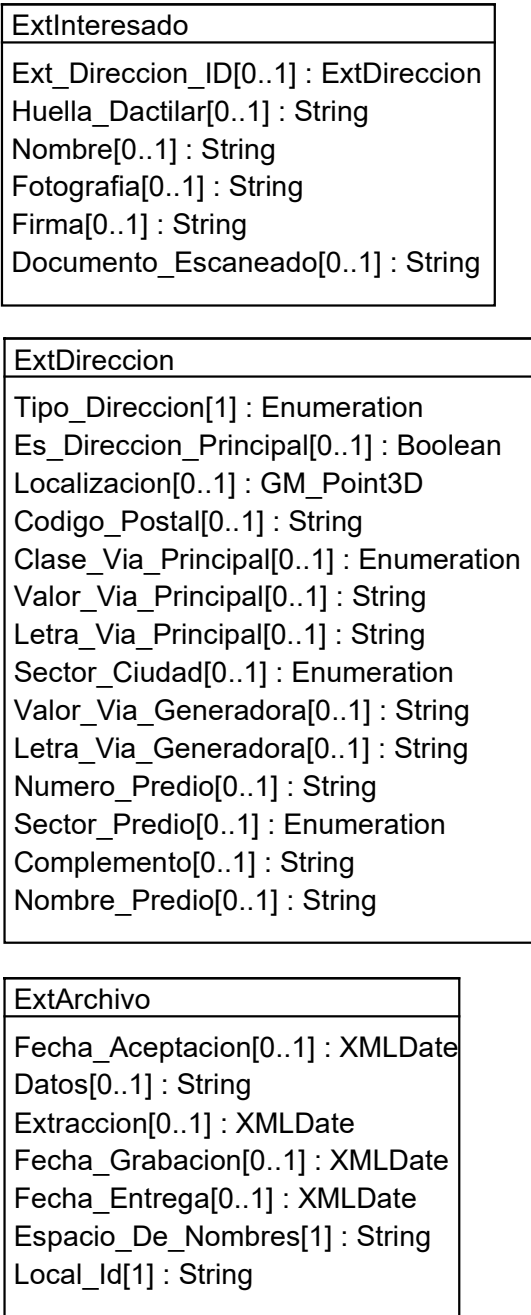 ExtInteresado
Ext_Direccion_ID[0..1] : ExtDireccion
Huella_Dactilar[0..1] : String
Nombre[0..1] : String
Fotografia[0..1] : String
Firma[0..1] : String
Documento_Escaneado[0..1] : String
ExtDireccion
Tipo_Direccion[1] : Enumeration
Es_Direccion_Principal[0..1] : Boolean
Localizacion[0..1] : GM_Point3D
Codigo_Postal[0..1] : String
Clase_Via_Principal[0..1] : Enumeration
Valor_Via_Principal[0..1] : String
Letra_Via_Principal[0..1] : String
Sector_Ciudad[0..1] : Enumeration
Valor_Via_Generadora[0..1] : String
Letra_Via_Generadora[0..1] : String
Numero_Predio[0..1] : String
Sector_Predio[0..1] : Enumeration
Complemento[0..1] : String
Nombre_Predio[0..1] : String
ExtArchivo
Fecha_Aceptacion[0..1] : XMLDate
Datos[0..1] : String
Extraccion[0..1] : XMLDate
Fecha_Grabacion[0..1] : XMLDate
Fecha_Entrega[0..1] : XMLDate
Espacio_De_Nombres[1] : String
Local_Id[1] : String